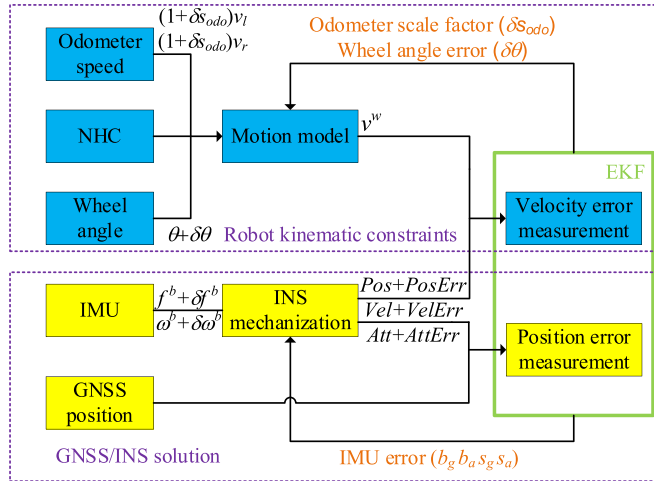 (1+δs_odo)v_l
(1+δs_odo)v_r
Odometer
speed
Odometer scale factor (δs_odo)
Wheel angle error (δθ)
NHC
Motion model
v^w
EKF
Wheel
angle
θ+δθ
Robot kinematic constraints
Velocity error
measurement
IMU
f^b+δf^b
ω^b+δω^b
INS
mechanization
Pos+PosErr
Vel+VelErr
Att+AttErr
Position error
measurement
GNSS
position
GNSS/INS solution
IMU error (b_g b_a s_g s_a)